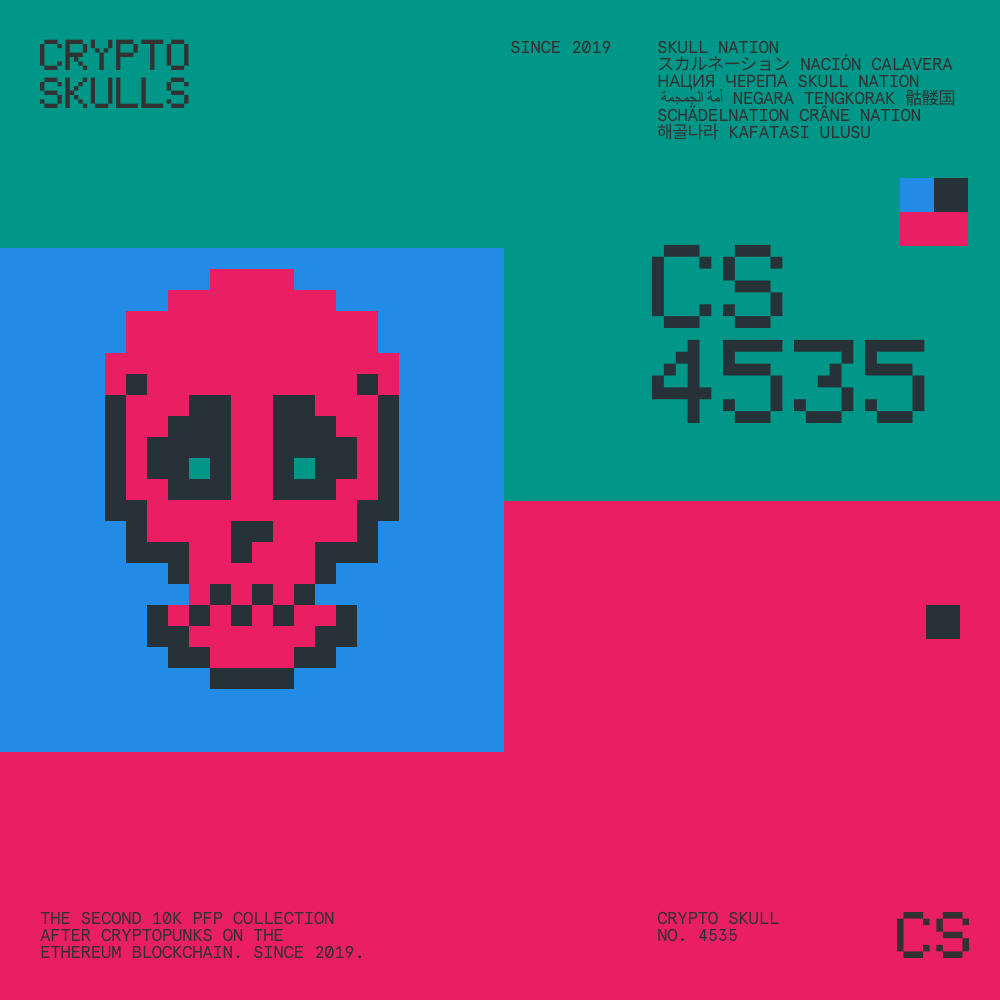 CRYPTO
SKULLS
SINCE 2019
SKULL NATION
スカルネーション NACIÓN CALAVERA
НАЦИЯ ЧЕРЕПА SKULL NATION
أمة الجمجمة NEGARA TENGKORAK 骷髅国
SCHÄDELNATION CRÂNE NATION
해골나라 KAFATASI ULUSU
CS
4535
THE SECOND 10K PFP COLLECTION
AFTER CRYPTOPUNKS ON THE
ETHEREUM BLOCKCHAIN. SINCE 2019.
CRYPTO SKULL
NO. 4535
CS